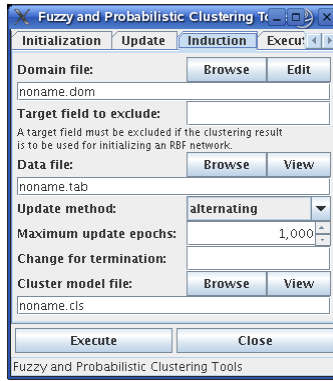 Fuzzy and Probabilistic Clustering
Initialization Update Induction
Domain file: Browse Edit
noname.dom
Target field to exclude:
A target field must be excluded if the clustering result
is to be used for initializing an RBF network.
Data file: Browse View
noname.tab
Update method: alternating
Maximum update epochs: 1,000
Change for termination:
Cluster model file: Browse View
noname.cls
Execute Close
Fuzzy and Probabilistic Clustering Tools